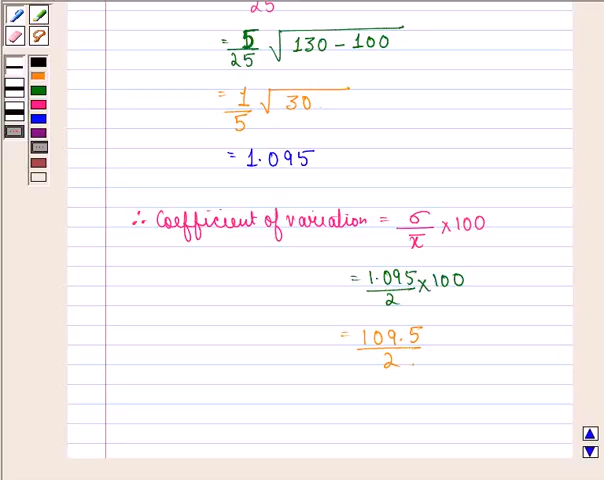 25
= 5/25 √(130 - 100)
= 1/5 √30
= 1.095
∴ Coefficient of variation = σ/x̄ × 100
= 1.095/2 × 100
= 109.5/2